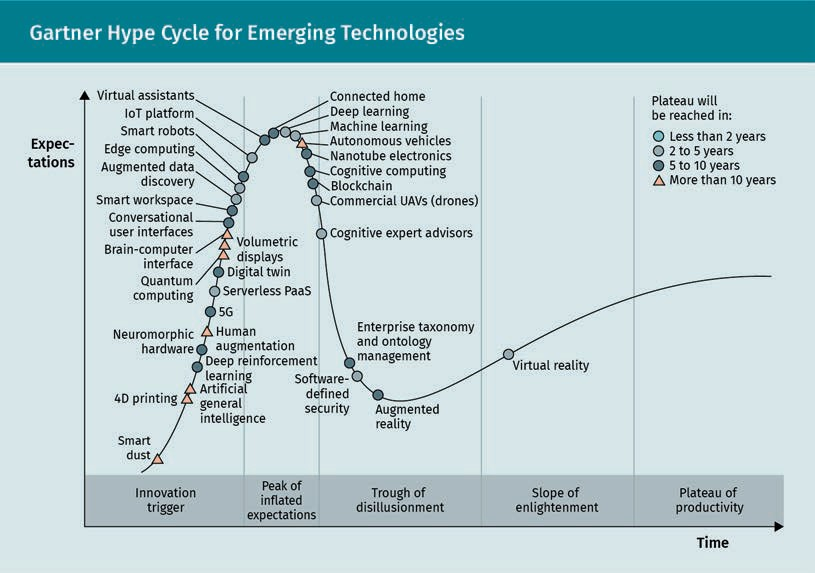 Gartner Hype Cycle for Emerging Technologies
Expec-
tations
Virtual assistants
IoT platform
Smart robots
Edge computing
Augmented data
discovery
Smart workspace
Conversational
user interfaces
Brain-computer
interface
Quantum
computing
Volumetric
displays
Digital twin
Serverless PaaS
5G
Human
augmentation
Neuromorphic
hardware
Deep reinforcement
learning
Artificial
general
intelligence
4D printing
Smart
dust
Connected home
Deep learning
Machine learning
Autonomous vehicles
Nanotube electronics
Cognitive computing
Blockchain
Commercial UAVs (drones)
Cognitive expert advisors
Enterprise taxonomy
and ontology
management
Software-
defined
security
Augmented
reality
Virtual reality
Plateau will
be reached in:
Less than 2 years
2 to 5 years
5 to 10 years
More than 10 years
Innovation
trigger
Peak of
inflated
expectations
Trough of
disillusionment
Slope of
enlightenment
Plateau of
productivity
Time